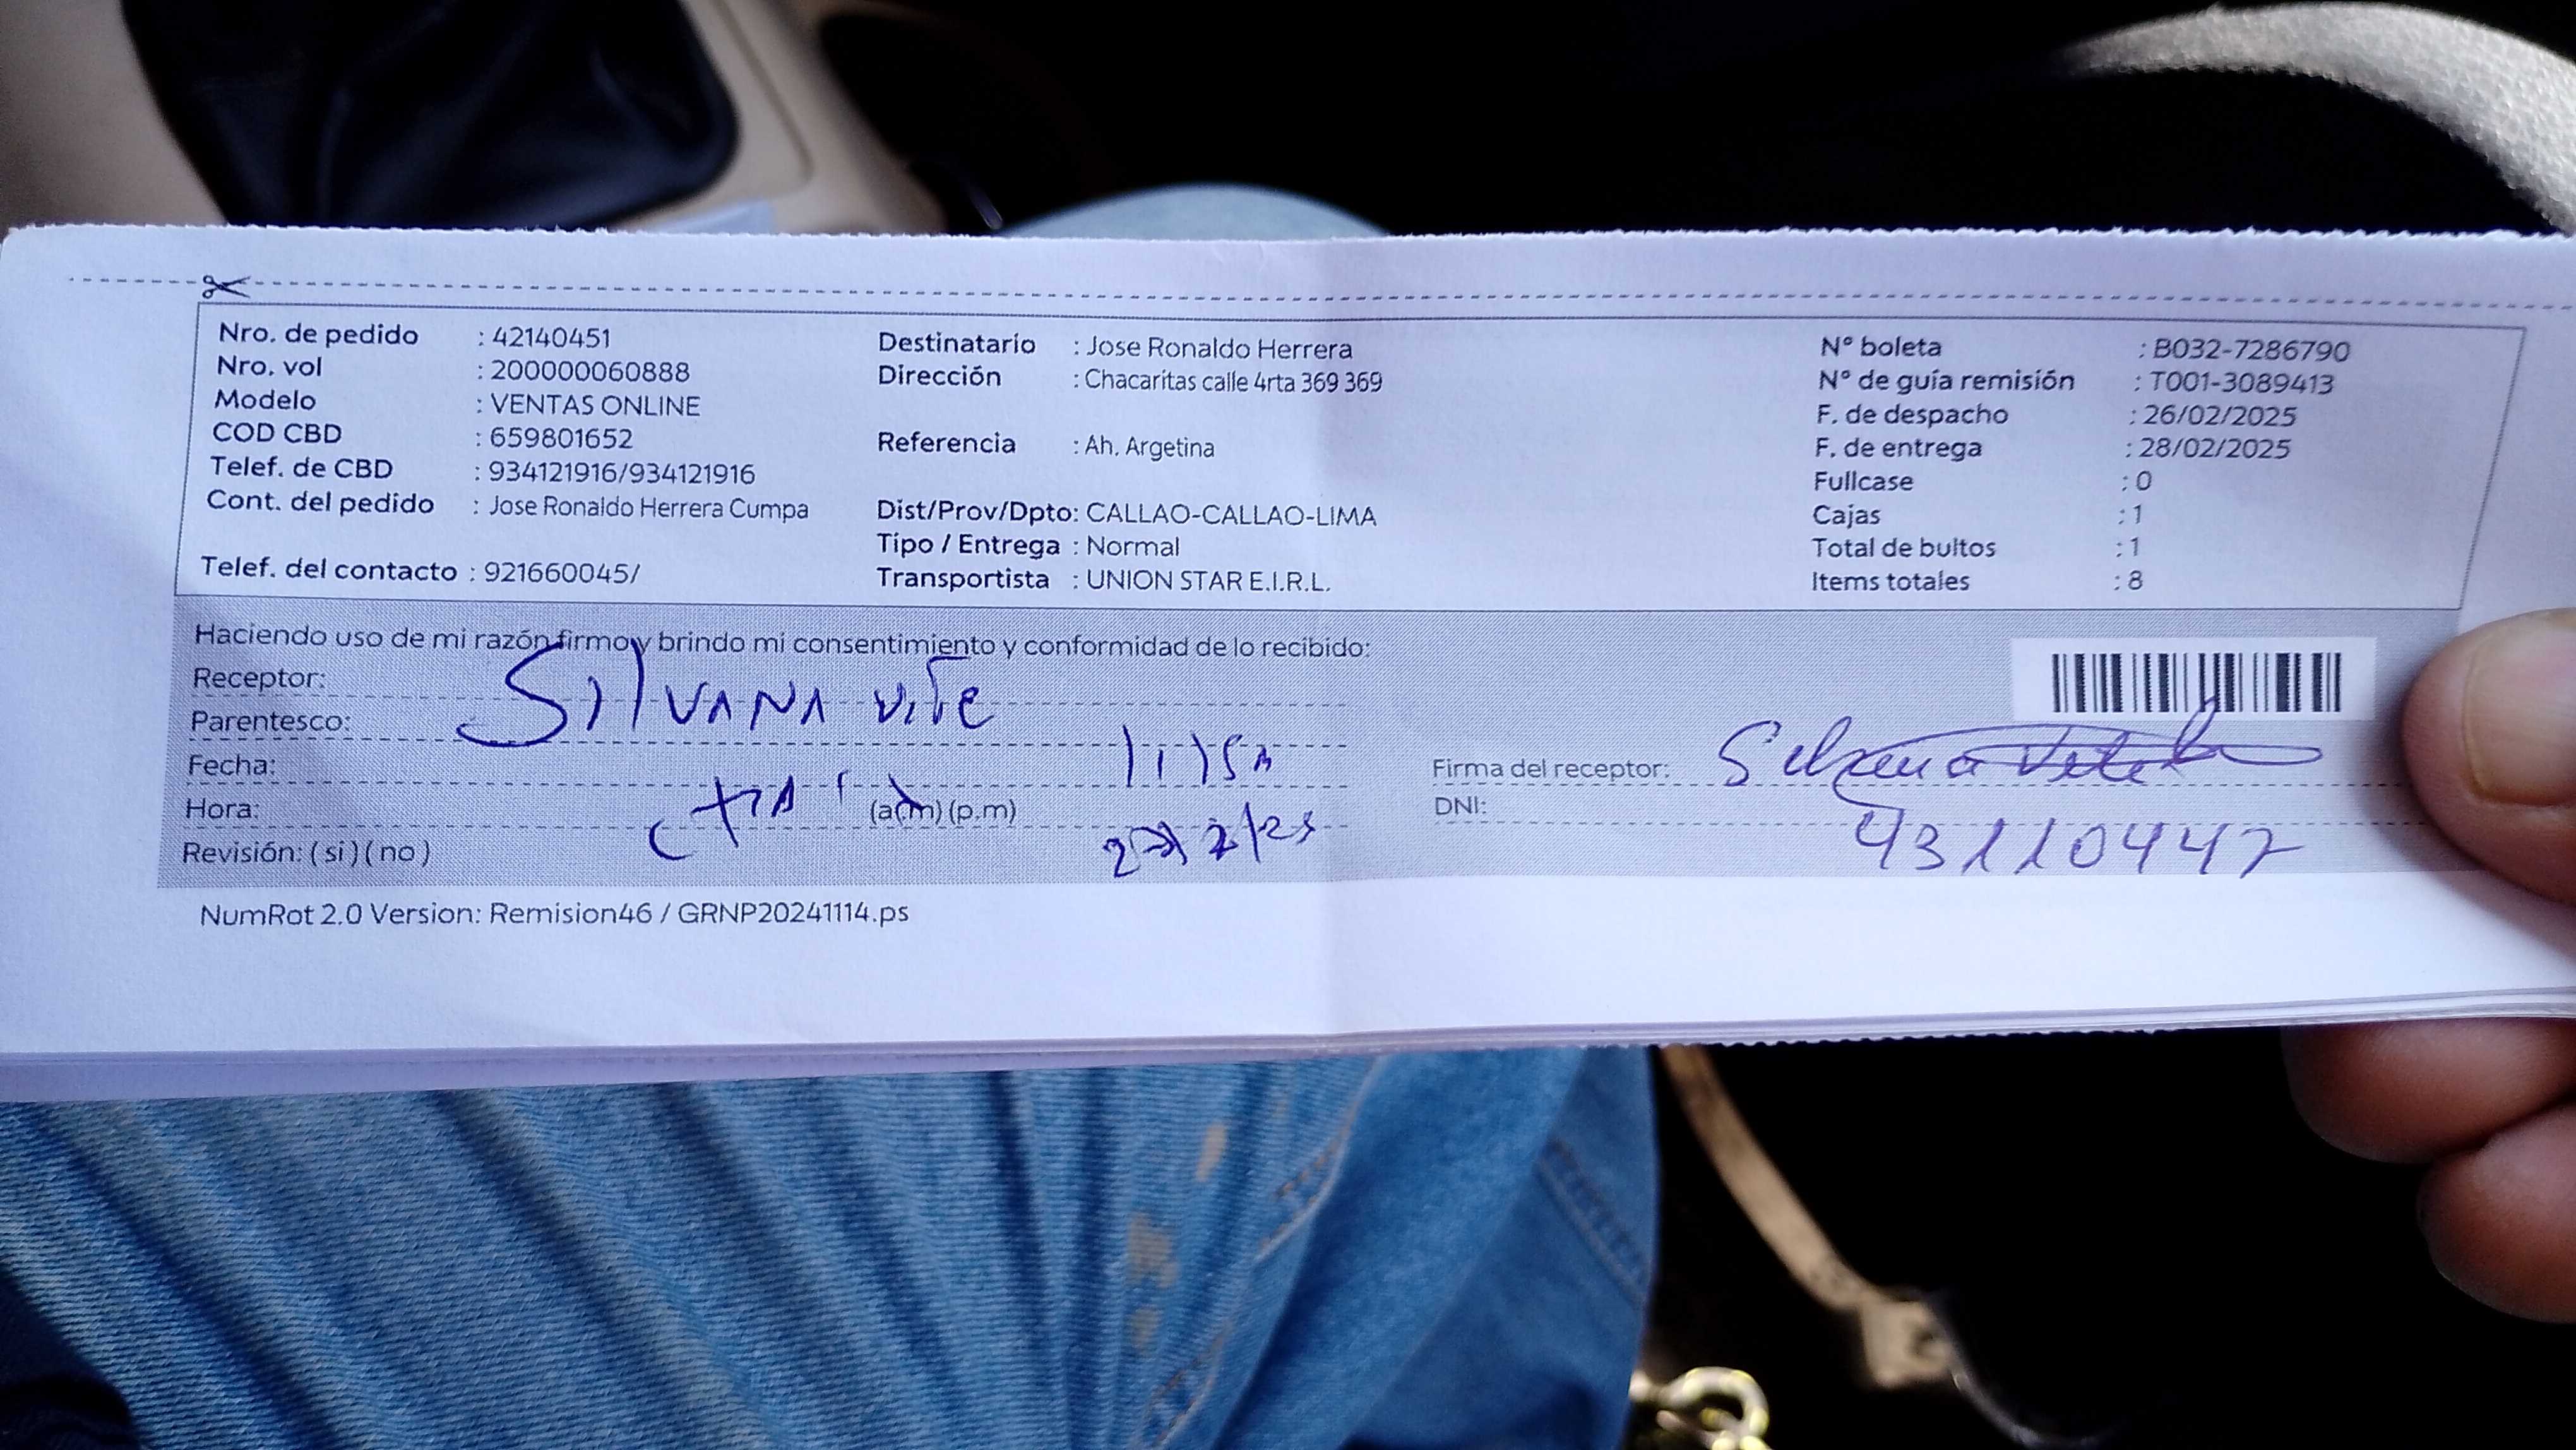 Nro. de pedido : 42140451
Nro. vol : 200000060888
Modelo : VENTAS ONLINE
COD CBD : 659801652
Telef. de CBD : 934121916/934121916
Cont. del pedido : Jose Ronaldo Herrera Cumpa
Telef. del contacto : 921660045/
Destinatario : Jose Ronaldo Herrera
Dirección : Chacaritas calle 4rta 369 369
Referencia : Ah. Argetina
Dist/Prov/Dpto: CALLAO-CALLAO-LIMA
Tipo / Entrega : Normal
Transportista : UNION STAR E.I.R.L.
N° boleta : B032-7286790
N° de guía remisión : T001-3089413
F. de despacho : 26/02/2025
F. de entrega : 28/02/2025
Fullcase : 0
Cajas : 1
Total de bultos : 1
Items totales : 8
Haciendo uso de mi razón firmo y brindo mi consentimiento y conformidad de lo recibido:
Receptor: SilVANA ViTe
Parentesco:
Fecha:
Hora: (a.m) (p.m)
Revisión: ( si ) ( no )
Firma del receptor:
DNI: 43110447
NumRot 2.0 Version: Remision46 / GRNP20241114.ps